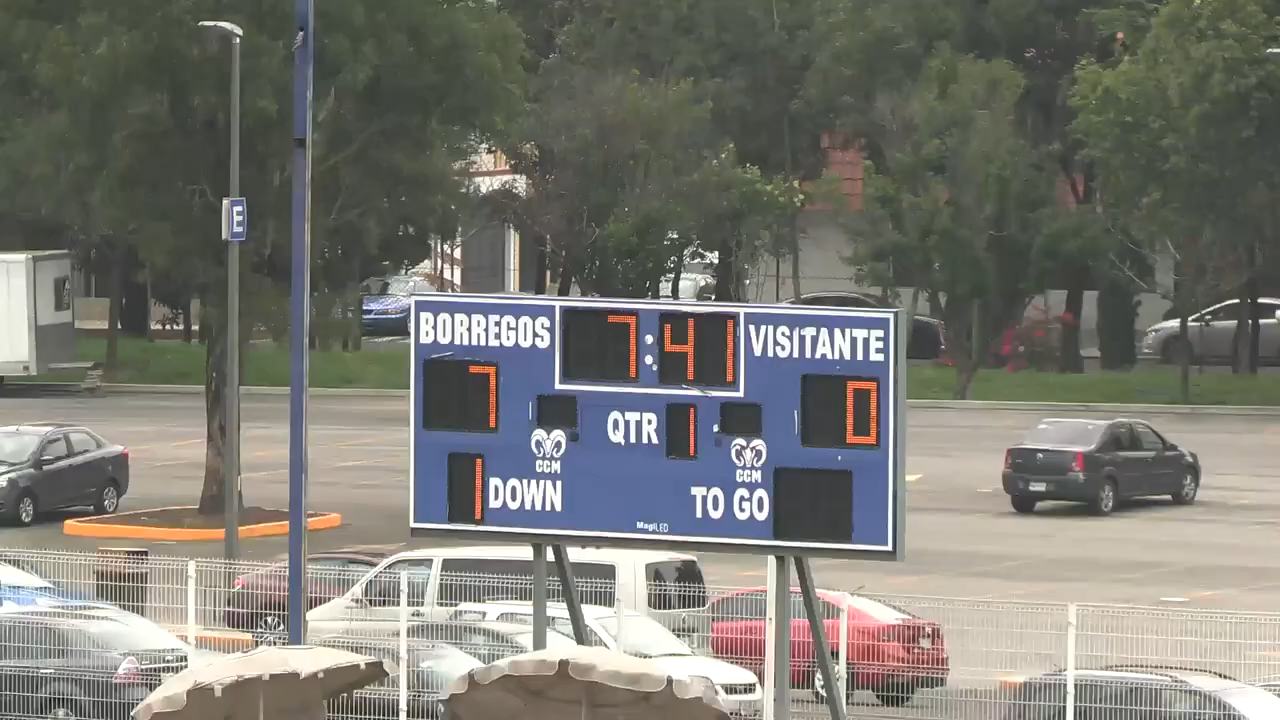 E
BORREGOS 7:41 VISITANTE
7 QTR 1 0
CCM CCM
1 DOWN TO GO
MagiLED